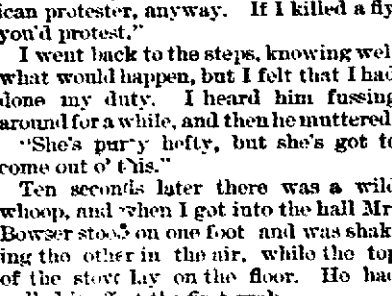 ican protester, anyway. If I killed a fly
you'd protest."
I went back to the steps, knowing wel
what would happen, but I felt that I had
done my duty. I heard him fussing
around for a while, and then he muttered
"She's purty hefty, but she's got to
come out o' this."
Ten seconds later there was a wild
whoop, and when I got into the hall Mr
Bowser stood on one foot and was shak
ing the other in the air, while the top
of the stove lay on the floor. He had